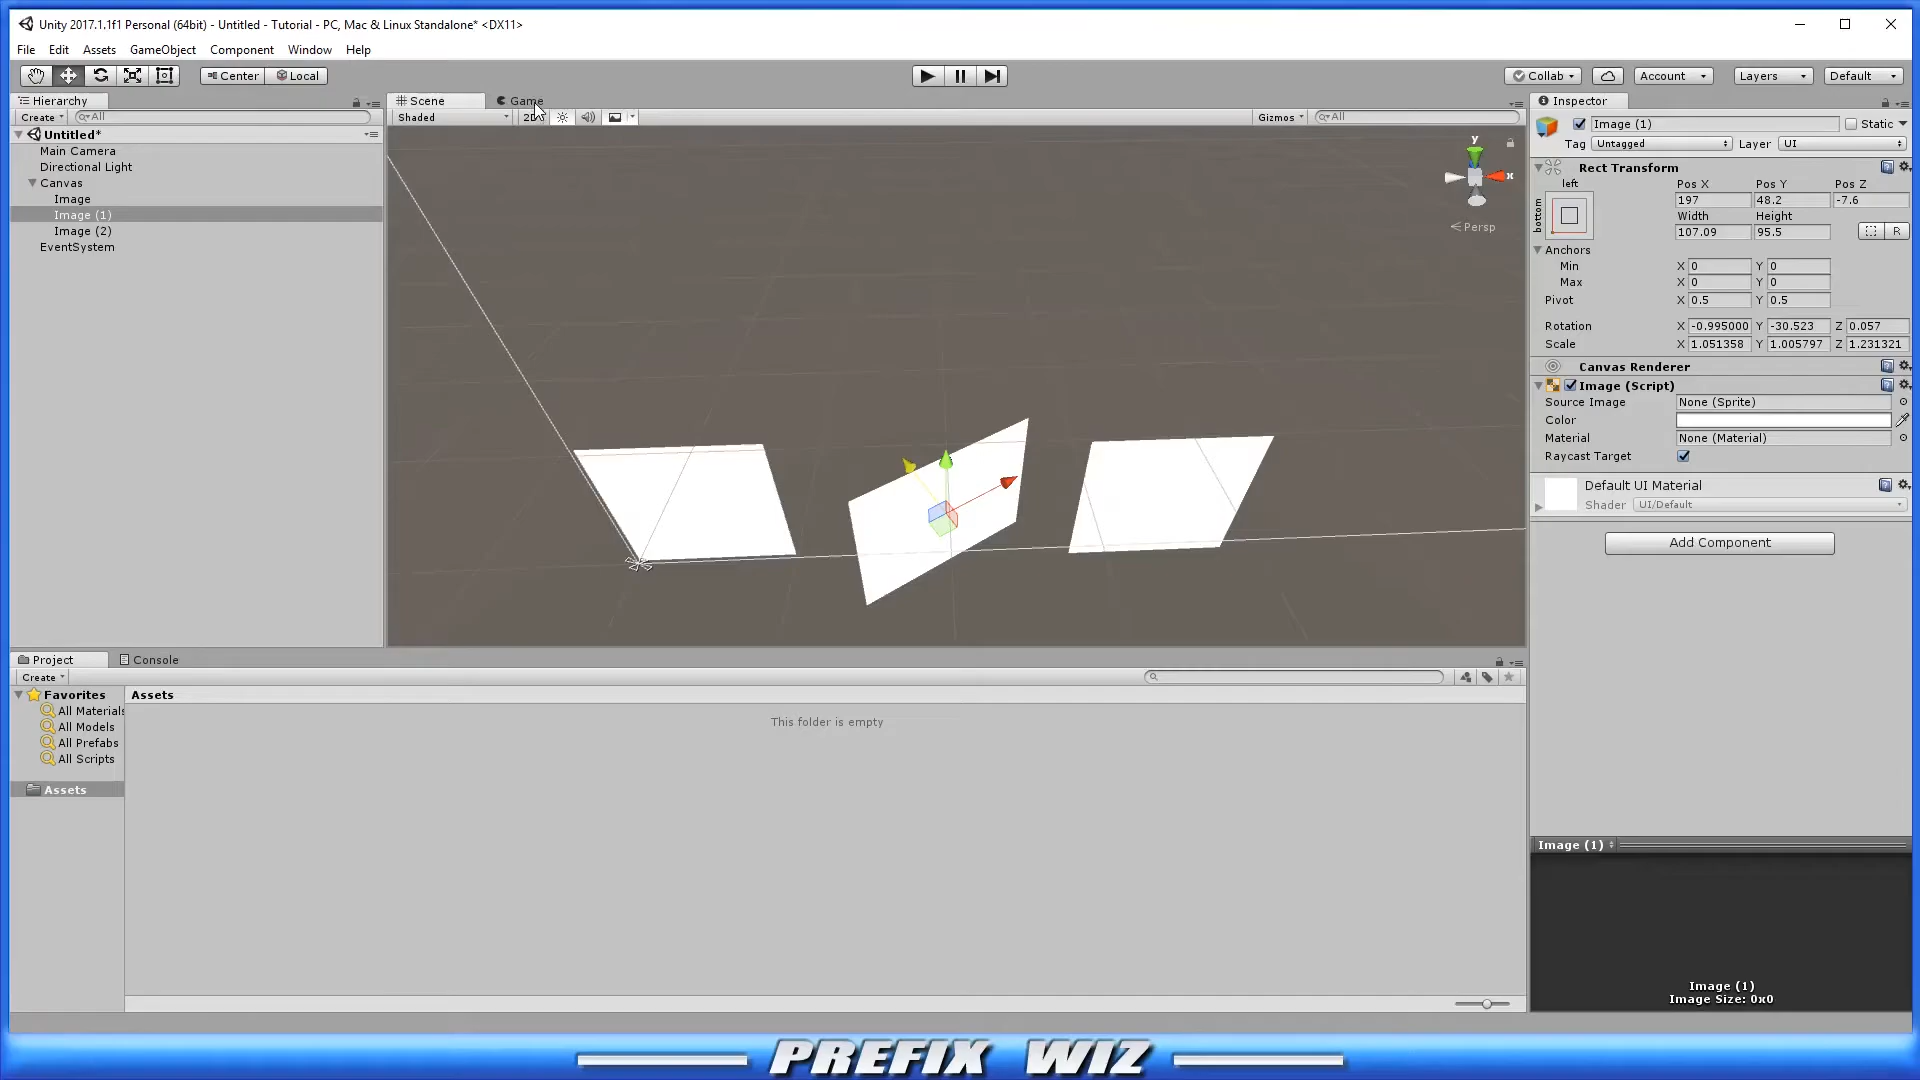 Unity 2017.1.1f1 Personal (64bit) - Untitled - Tutorial - PC, Mac & Linux Standalone* <DX11>
File Edit Assets GameObject Component Window Help
Center Local Collab Account Layers Default
Hierarchy
Create All
Untitled*
Main Camera
Directional Light
Canvas
Image
Image (1)
Image (2)
EventSystem
Scene Game
Shaded 2D Gizmos All
y
x
Persp
Inspector
Image (1) Static
Tag Untagged Layer UI
Rect Transform
left
bottom
Pos X Pos Y Pos Z
197 48.2 -7.6
Width Height
107.09 95.5 R
Anchors
Min X 0 Y 0
Max X 0 Y 0
Pivot X 0.5 Y 0.5
Rotation X -0.995000 Y -30.523 Z 0.057
Scale X 1.051358 Y 1.005797 Z 1.231321
Canvas Renderer
Image (Script)
Source Image None (Sprite)
Color
Material None (Material)
Raycast Target
Default UI Material
Shader UI/Default
Add Component
Project Console
Create
Favorites
All Materials
All Models
All Prefabs
All Scripts
Assets
Assets
This folder is empty
Image (1)
Image (1)
Image Size: 0x0
PREFIX WIZ